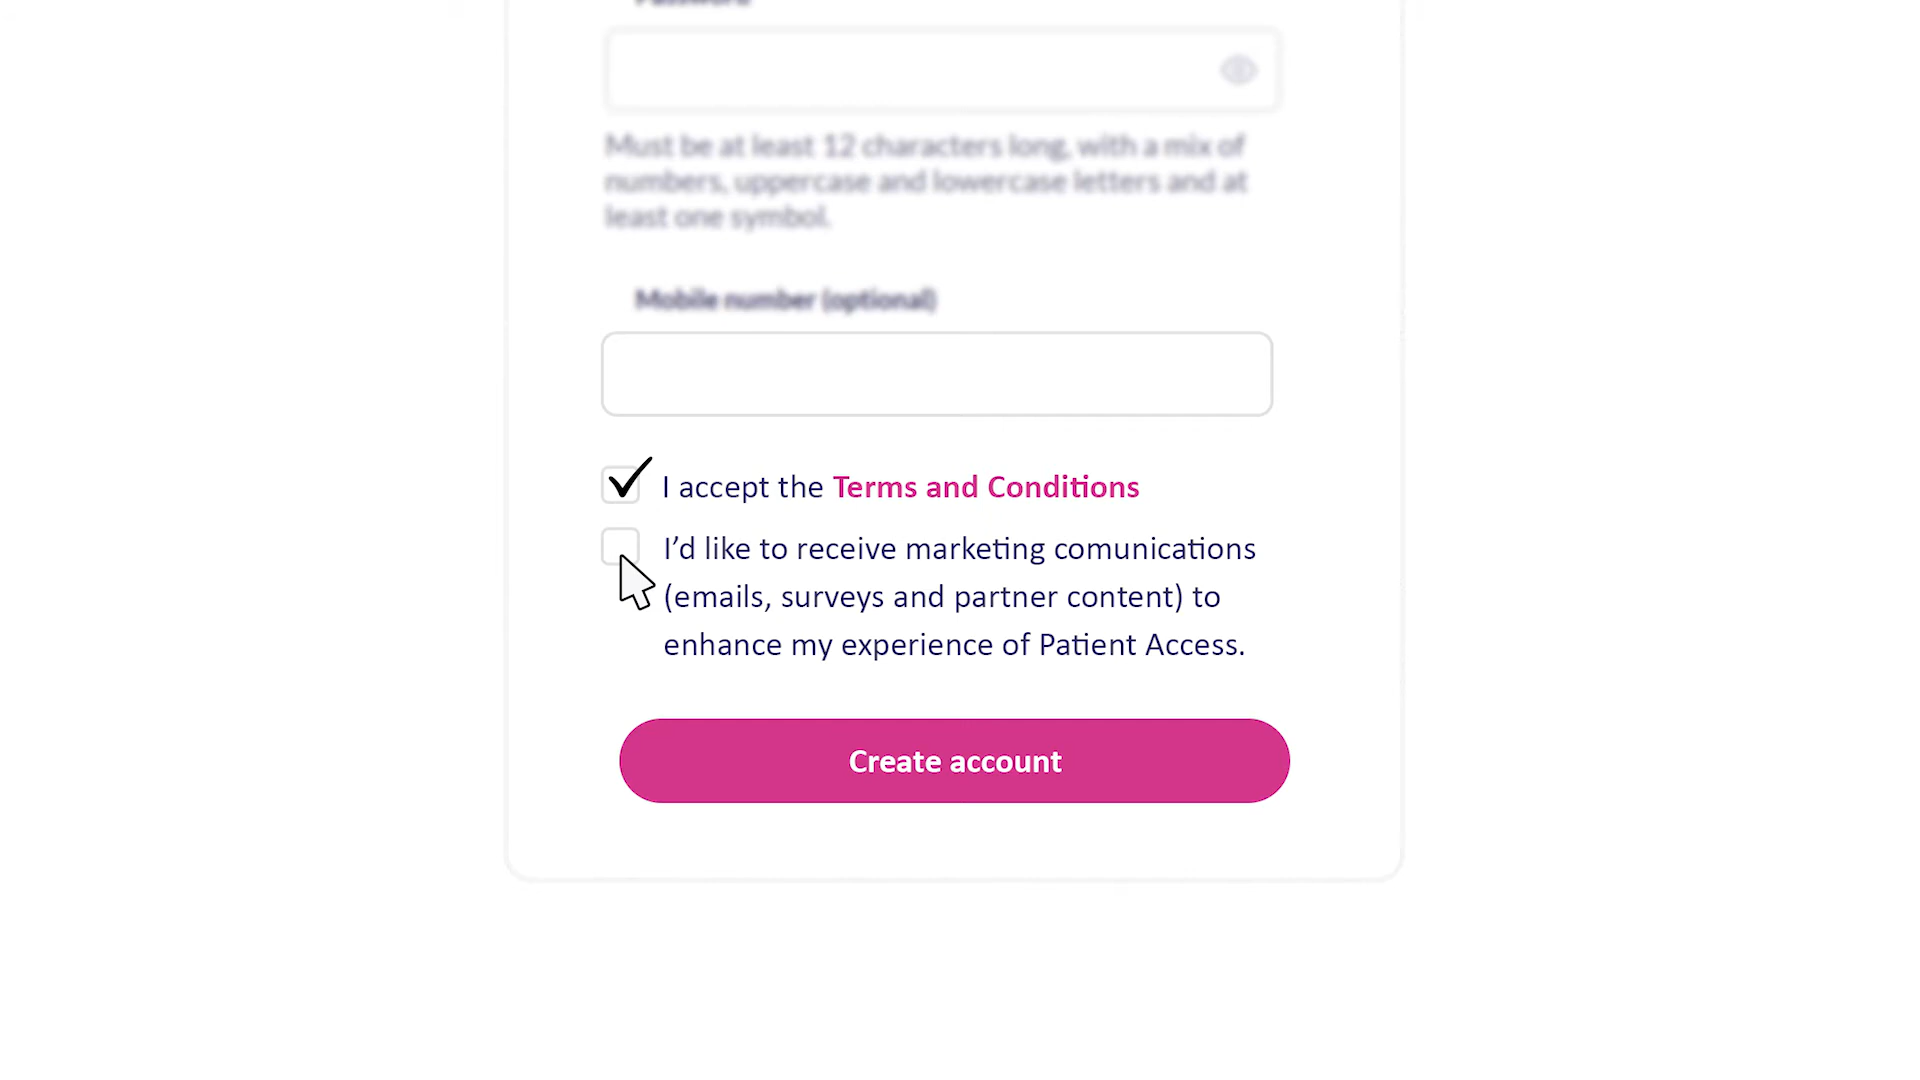 Password
Must be at least 12 characters long, with a mix of
numbers, uppercase and lowercase letters and at
least one symbol.
Mobile number (optional)
I accept the Terms and Conditions
I’d like to receive marketing comunications
(emails, surveys and partner content) to
enhance my experience of Patient Access.
Create account